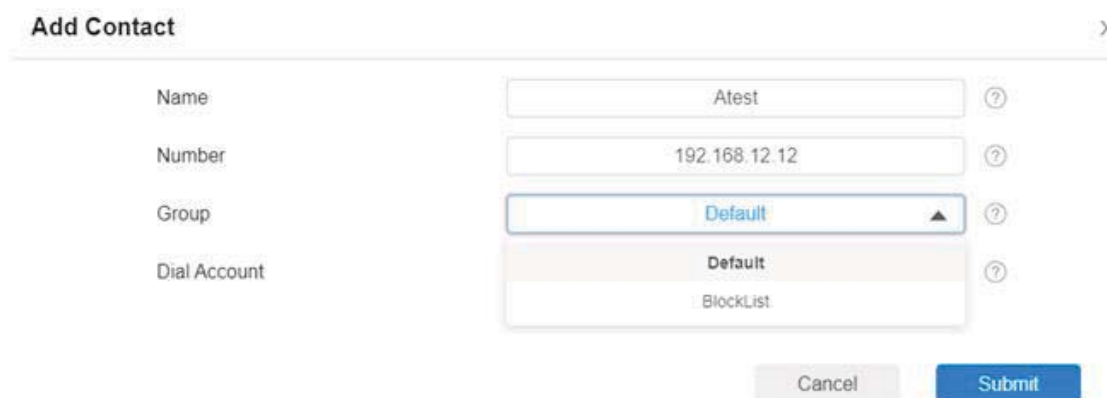 Add Contact X
Name Atest ?
Number 192.168.12.12 ?
Group Default ?
Default
Dial Account ?
BlockList
Cancel Submit